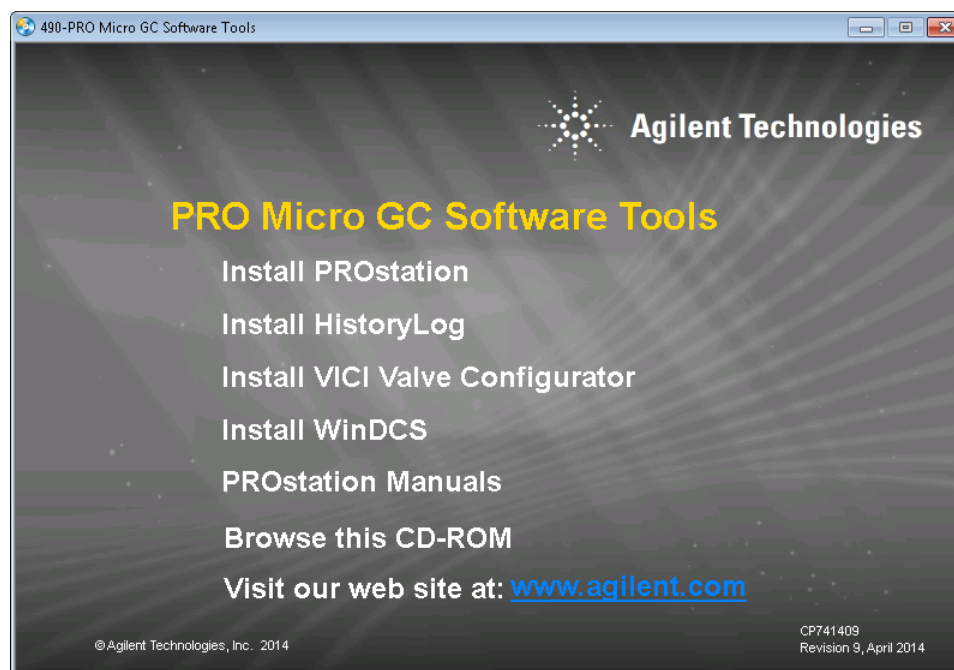 490-PRO Micro GC Software Tools
Agilent Technologies
PRO Micro GC Software Tools
Install PROstation
Install HistoryLog
Install VICI Valve Configurator
Install WinDCS
PROstation Manuals
Browse this CD-ROM
Visit our web site at: www.agilent.com
©Agilent Technologies, Inc. 2014
CP741409
Revision 9, April 2014